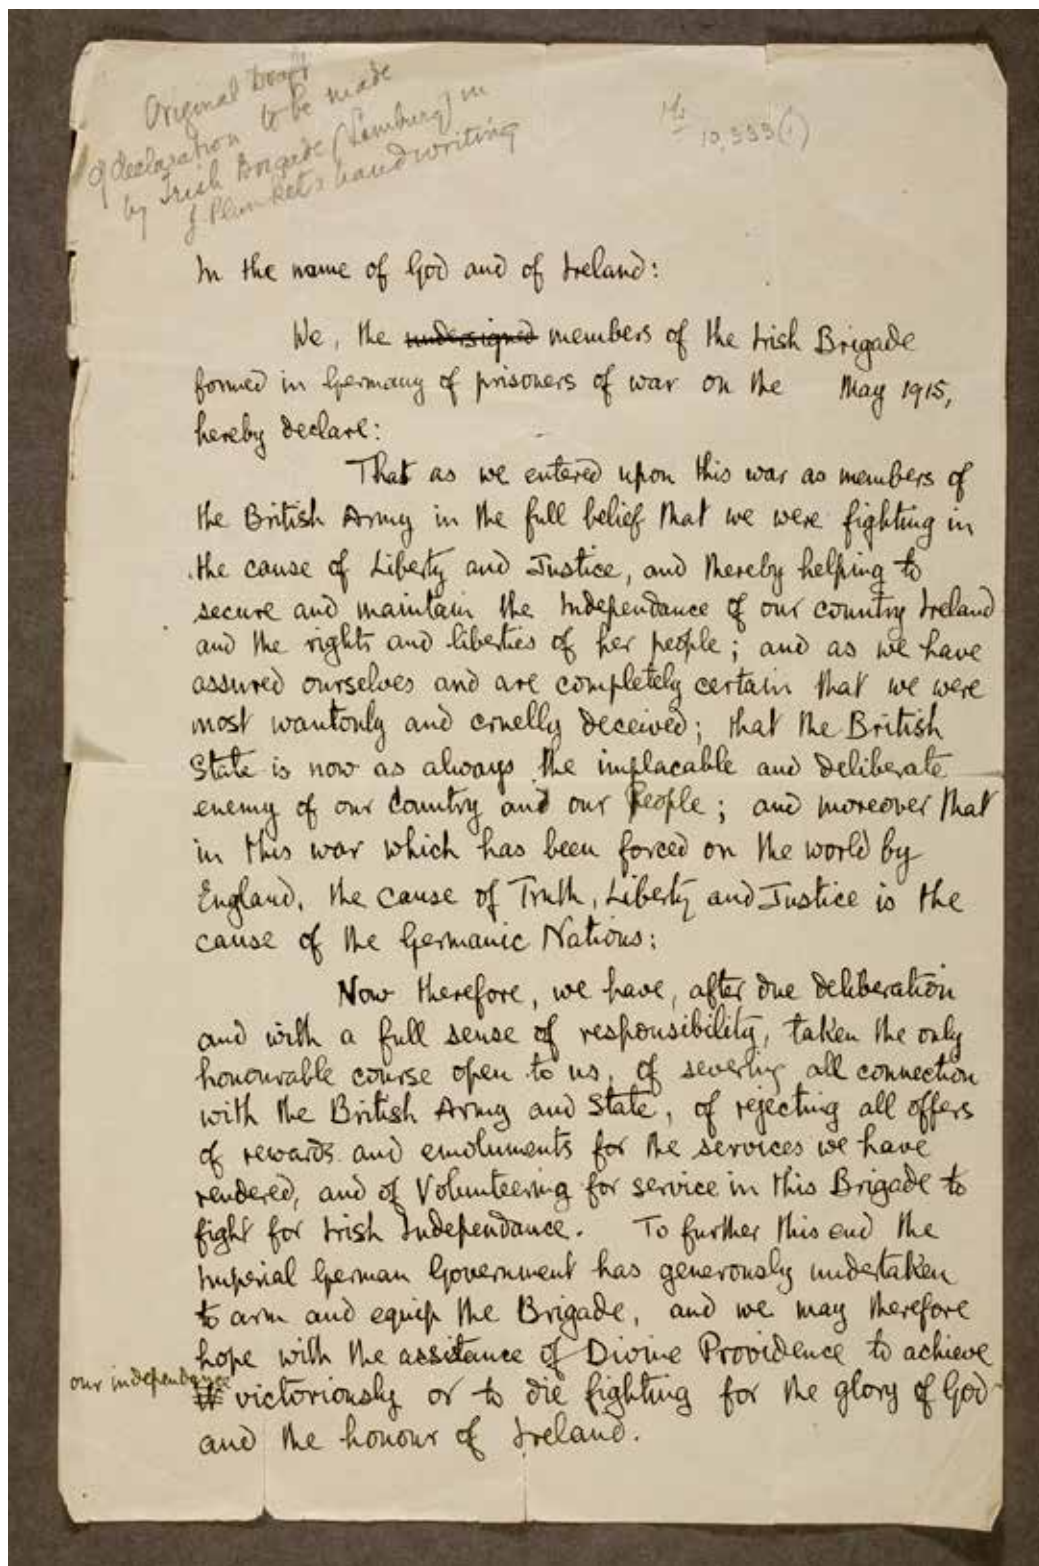 Original Draft
of declaration to be made
by Irish Brigade (Limburg) in
J Plunket's handwriting
Ms
10,999(1)
In the name of God and of Ireland:
We, the undersigned members of the Irish Brigade
formed in Germany of prisoners of war on the May 1915,
hereby declare:
That as we entered upon this war as members of
the British Army in the full belief that we were fighting in
the cause of Liberty and Justice, and thereby helping to
secure and maintain the Independance of our country Ireland
and the rights and liberties of her people; and as we have
assured ourselves and are completely certain that we were
most wantonly and cruelly deceived; that the British
State is now as always the implacable and deliberate
enemy of our Country and our People; and moreover that
in this war which has been forced on the world by
England, the cause of Truth, Liberty and Justice is the
cause of the Germanic Nations:
Now therefore, we have, after due deliberation
and with a full sense of responsibility, taken the only
honourable course open to us, of severing all connection
with the British Army and State, of rejecting all offers
of rewards and emoluments for the services we have
rendered, and of Volunteering for service in this Brigade to
fight for Irish Independance. To further this end the
Imperial German Government has generously undertaken
to arm and equip the Brigade, and we may therefore
hope with the assistance of Divine Providence to achieve
our independance
it victoriously or to die fighting for the glory of God
and the honour of Ireland.